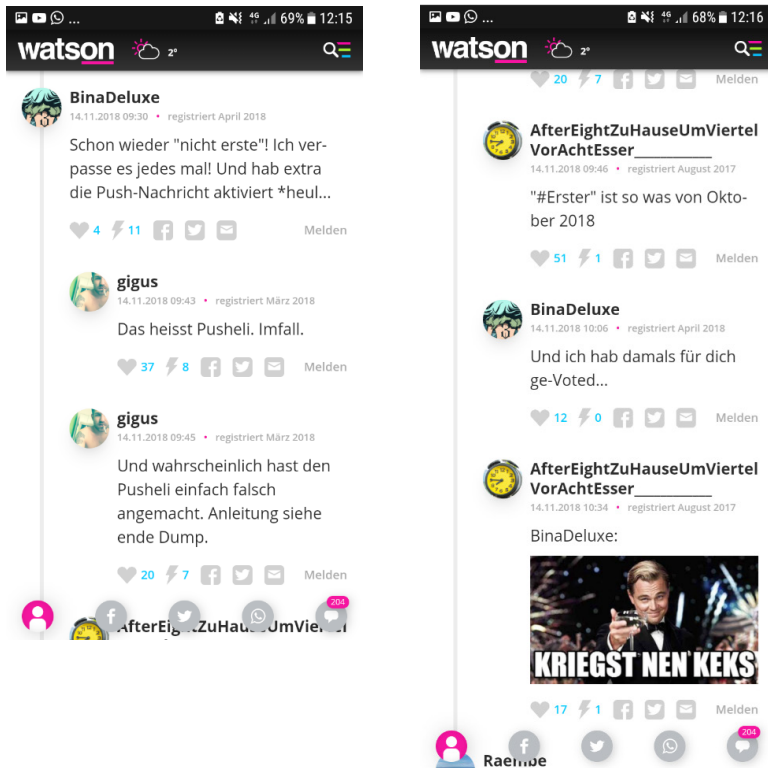 ... 4G 69% 12:15
watson 2°
BinaDeluxe
14.11.2018 09:30 • registriert April 2018
Schon wieder "nicht erste"! Ich ver-
passe es jedes mal! Und hab extra
die Push-Nachricht aktiviert *heul...
4 11 Melden
gigus
14.11.2018 09:43 • registriert März 2018
Das heisst Pusheli. Imfall.
37 8 Melden
gigus
14.11.2018 09:45 • registriert März 2018
Und wahrscheinlich hast den
Pusheli einfach falsch
angemacht. Anleitung siehe
ende Dump.
20 7 Melden
204
... 4G 68% 12:16
watson 2°
20 7 Melden
AfterEightZuHauseUmViertel
VorAchtEsser___________
14.11.2018 09:46 • registriert August 2017
"#Erster" ist so was von Okto-
ber 2018
51 1 Melden
BinaDeluxe
14.11.2018 10:06 • registriert April 2018
Und ich hab damals für dich
ge-Voted...
12 0 Melden
AfterEightZuHauseUmViertel
VorAchtEsser___________
14.11.2018 10:34 • registriert August 2017
BinaDeluxe:
KRIEGST NEN KEKS
17 1 Melden
204